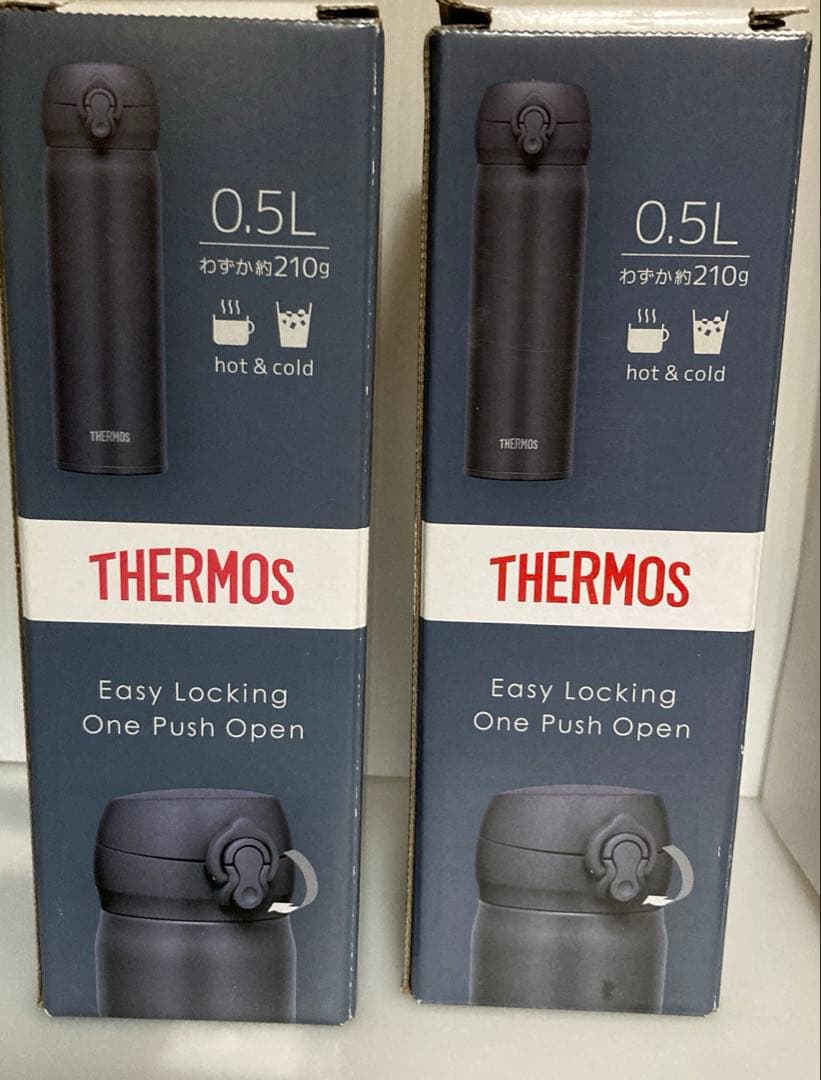 0.5L
わずか約210g
hot & cold
THERMOS
THERMOS
Easy Locking
One Push Open
0.5L
わずか約210g
hot & cold
THERMOS
THERMOS
Easy Locking
One Push Open